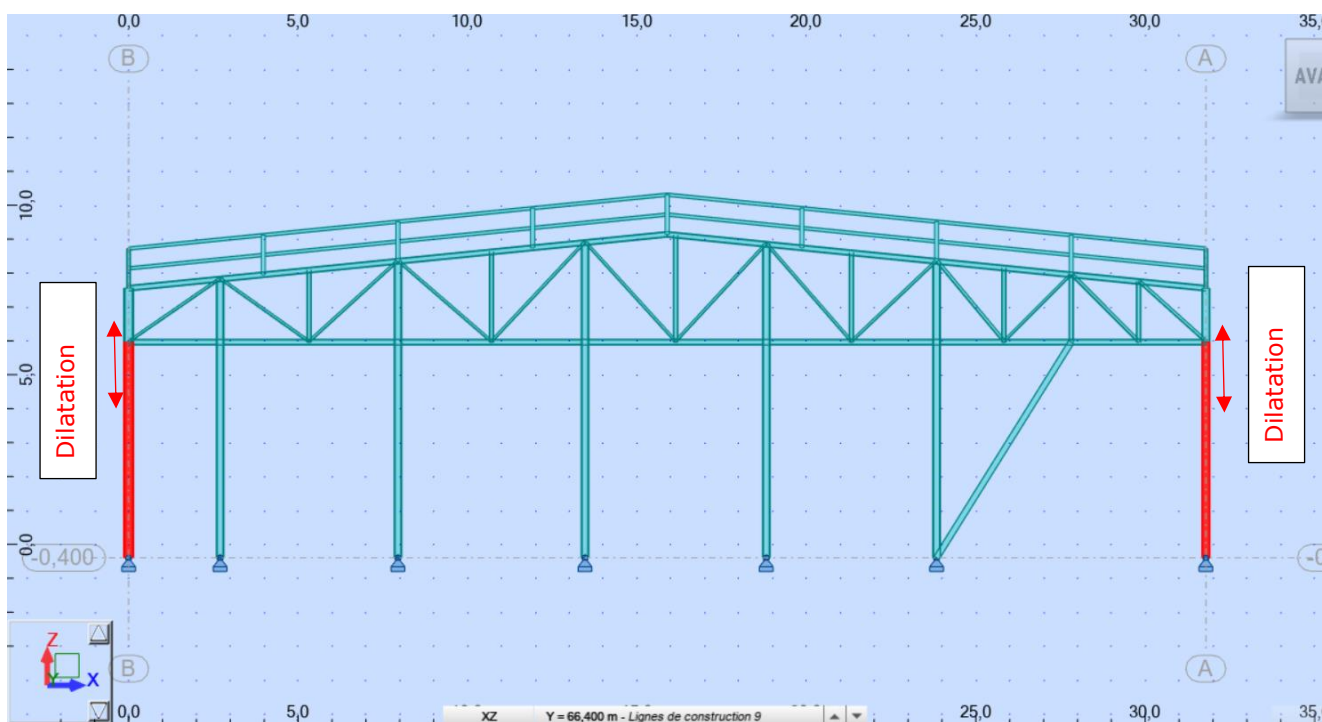 0,0 5,0 10,0 15,0 20,0 25,0 30,0 35,
B A
AVA
10,0
5,0
0,0
Dilatation
Dilatation
-0,400
Z
Y X
B A
0,0 5,0 25,0 30,0 35,
XZ Y = 66,400 m - Lignes de construction 9